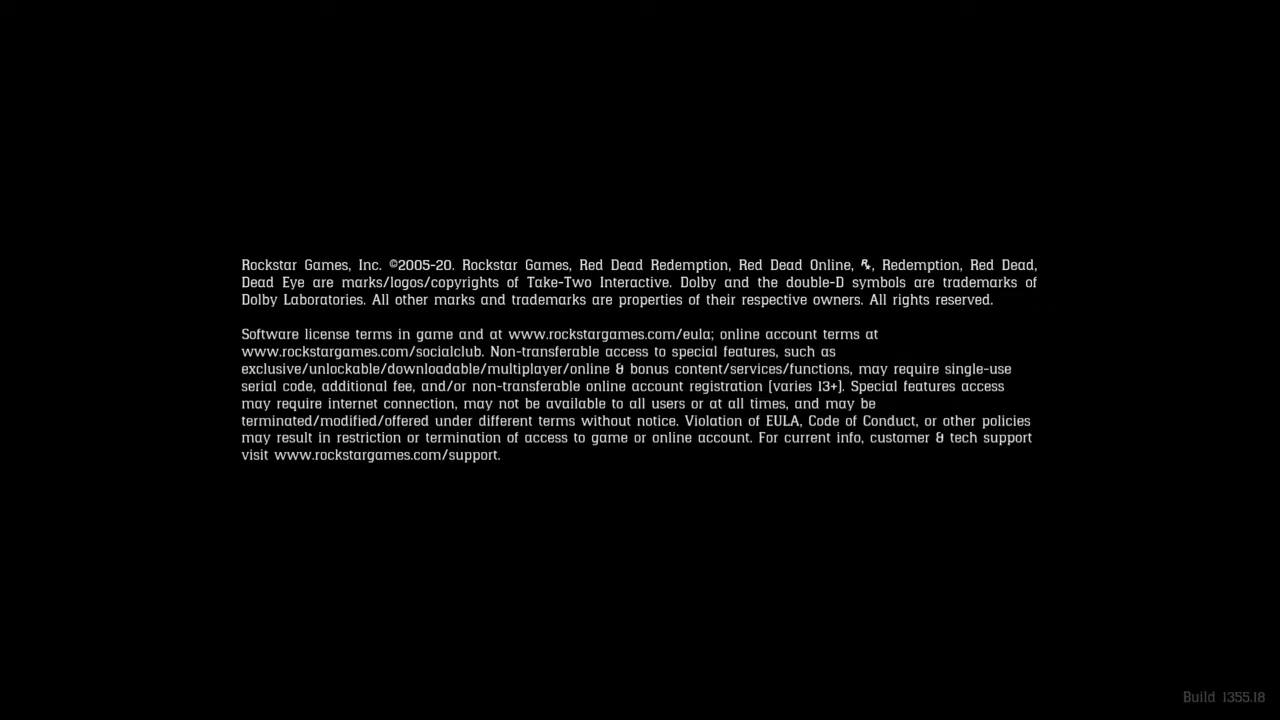 Rockstar Games, Inc. ©2005-20. Rockstar Games, Red Dead Redemption, Red Dead Online, R★, Redemption, Red Dead,
Dead Eye are marks/logos/copyrights of Take-Two Interactive. Dolby and the double-D symbols are trademarks of
Dolby Laboratories. All other marks and trademarks are properties of their respective owners. All rights reserved.
Software license terms in game and at www.rockstargames.com/eula; online account terms at
www.rockstargames.com/socialclub. Non-transferable access to special features, such as
exclusive/unlockable/downloadable/multiplayer/online & bonus content/services/functions, may require single-use
serial code, additional fee, and/or non-transferable online account registration (varies 13+). Special features access
may require internet connection, may not be available to all users or at all times, and may be
terminated/modified/offered under different terms without notice. Violation of EULA, Code of Conduct, or other policies
may result in restriction or termination of access to game or online account. For current info, customer & tech support
visit www.rockstargames.com/support.
Build 1355.18